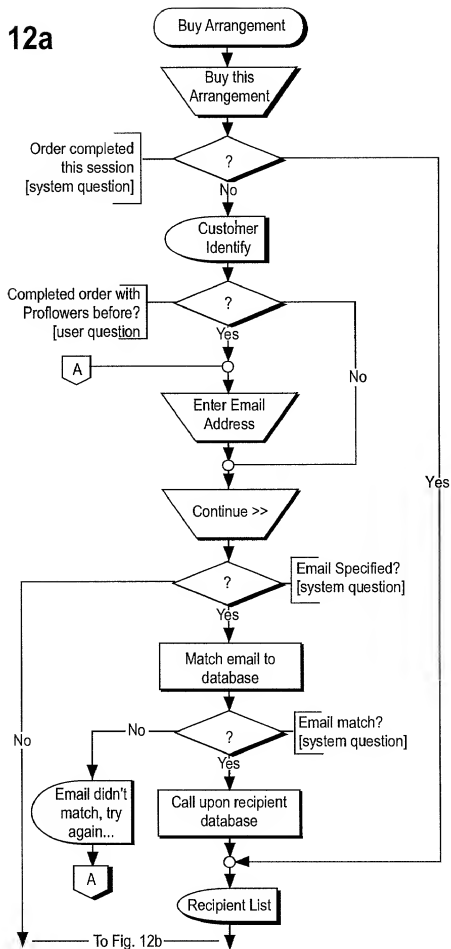 12a
Buy Arrangement
Buy this
Arrangement
Order completed
this session
[system question]
?
No
Customer
Identify
Completed order with
Proflowers before?
[user question
?
Yes
A
No
Enter Email
Address
Continue >>
Yes
?
Email Specified?
[system question]
Yes
Match email to
database
No
No
?
Email match?
[system question]
Yes
Email didn't
match, try
again...
Call upon recipient
database
A
Recipient List
To Fig. 12b